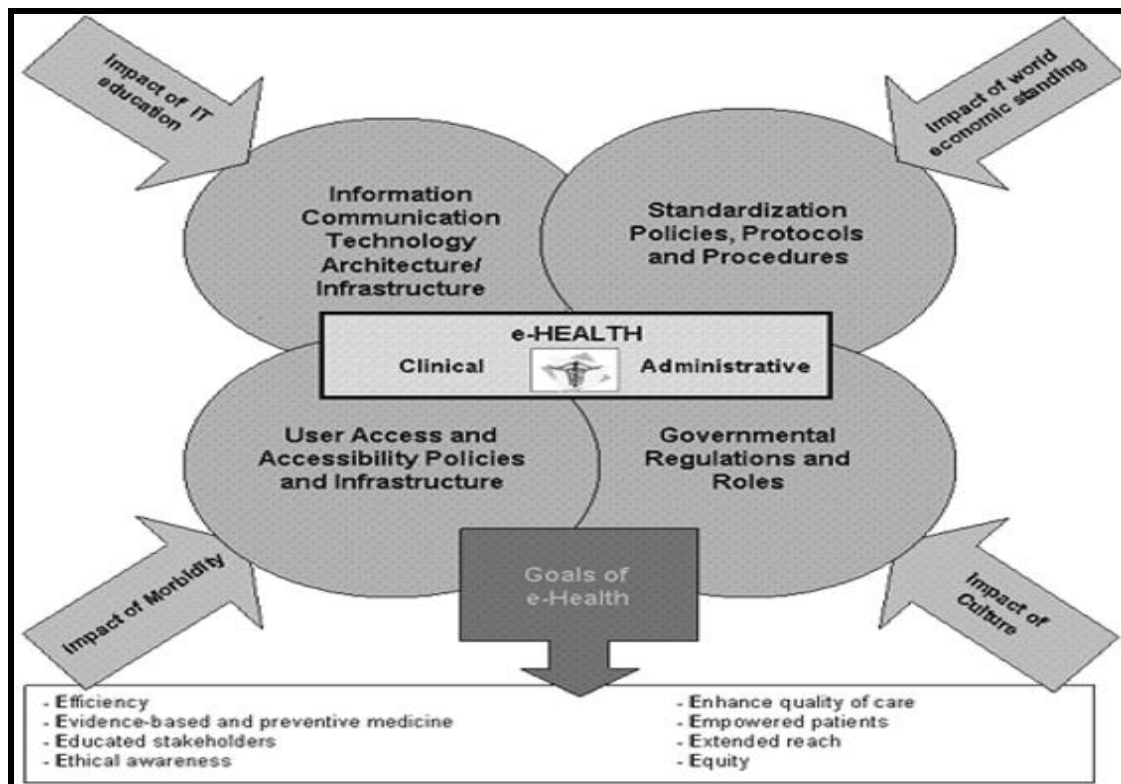 Impact of IT
education
Impact of world
economic standing
Information
Communication
Technology
Architecture/
Infrastructure
Standardization
Policies, Protocols
and Procedures
e-HEALTH
Clinical
Administrative
User Access and
Accessibility Policies
and Infrastructure
Governmental
Regulations and
Roles
Impact of Morbidity
Goals of
e-Health
Impact of
Culture
- Efficiency
- Evidence-based and preventive medicine
- Educated stakeholders
- Ethical awareness
- Enhance quality of care
- Empowered patients
- Extended reach
- Equity